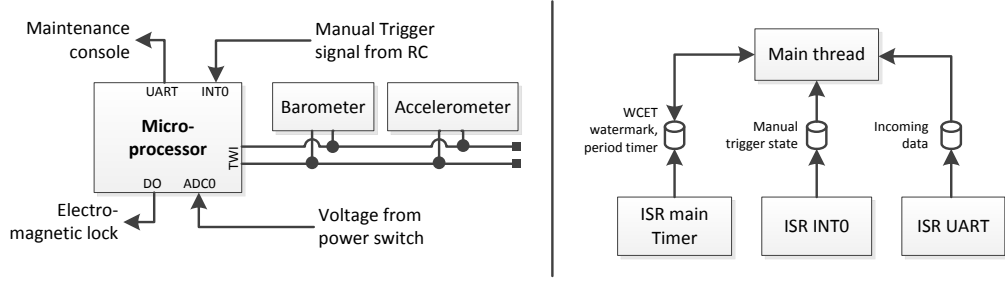 Maintenance
console
Manual Trigger
signal from RC
UART
INT0
Micro-
processor
TWI
DO
ADC0
Barometer
Accelerometer
Electro-
magnetic lock
Voltage from
power switch
Main thread
WCET
watermark,
period timer
Manual
trigger state
Incoming
data
ISR main
Timer
ISR INT0
ISR UART